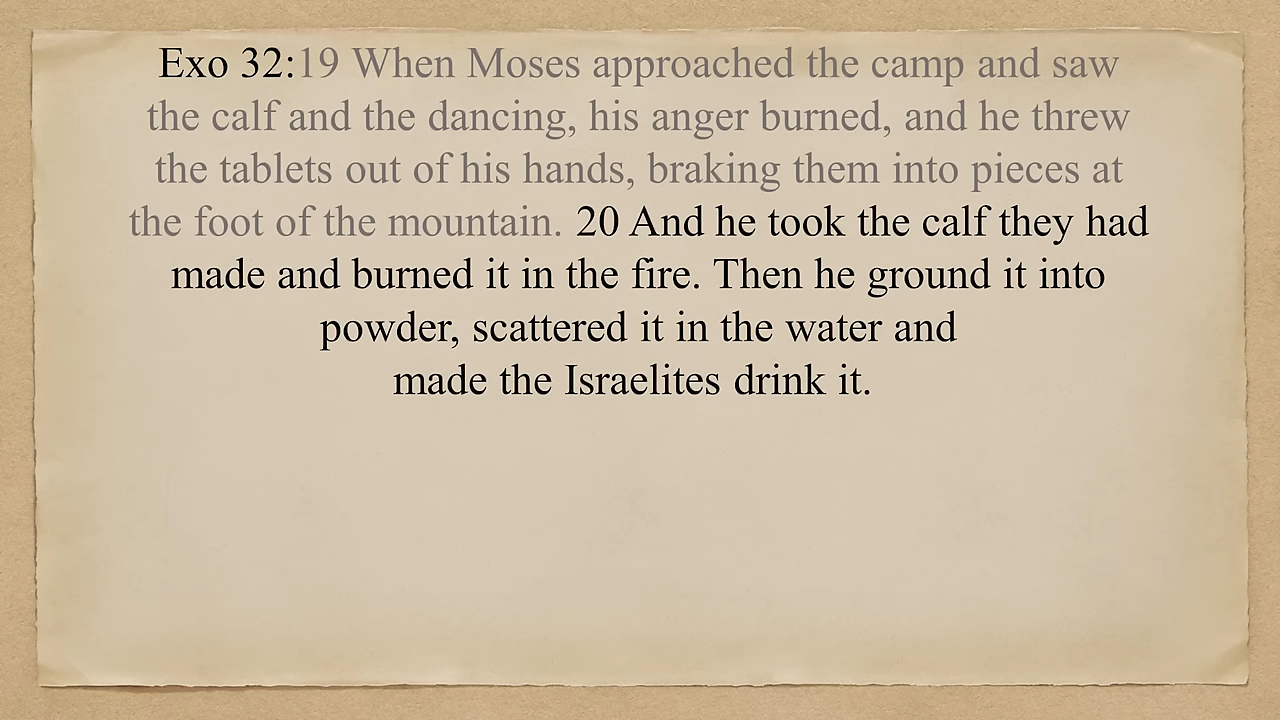 Exo 32:19 When Moses approached the camp and saw
the calf and the dancing, his anger burned, and he threw
the tablets out of his hands, braking them into pieces at
the foot of the mountain. 20 And he took the calf they had
made and burned it in the fire. Then he ground it into
powder, scattered it in the water and
made the Israelites drink it.